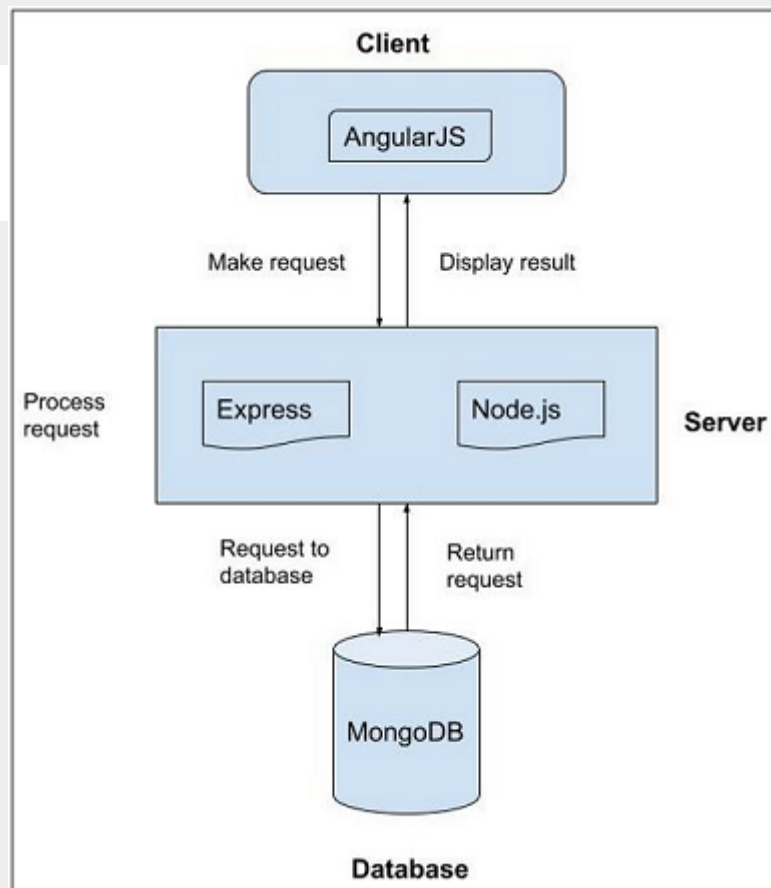 Client
AngularJS
Make request
Display result
Process
request
Express
Node.js
Server
Request to
database
Return
request
MongoDB
Database